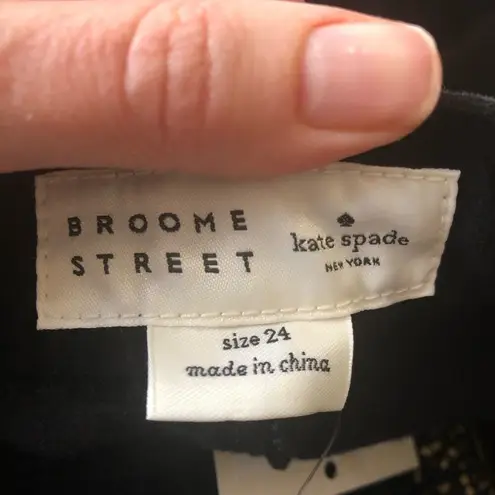 BROOME
STREET
kate spade
NEW YORK
size 24
made in china